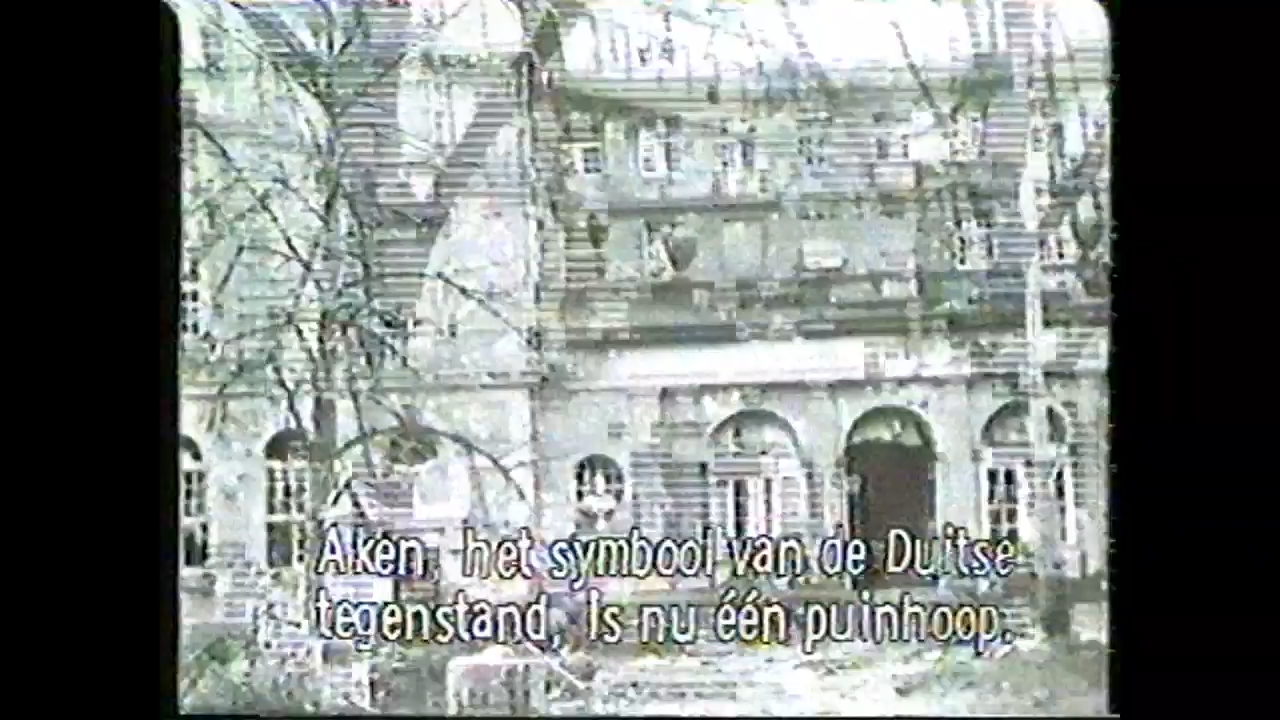 Aken, het symbool van de Duitse
tegenstand, is nu één puinhoop.